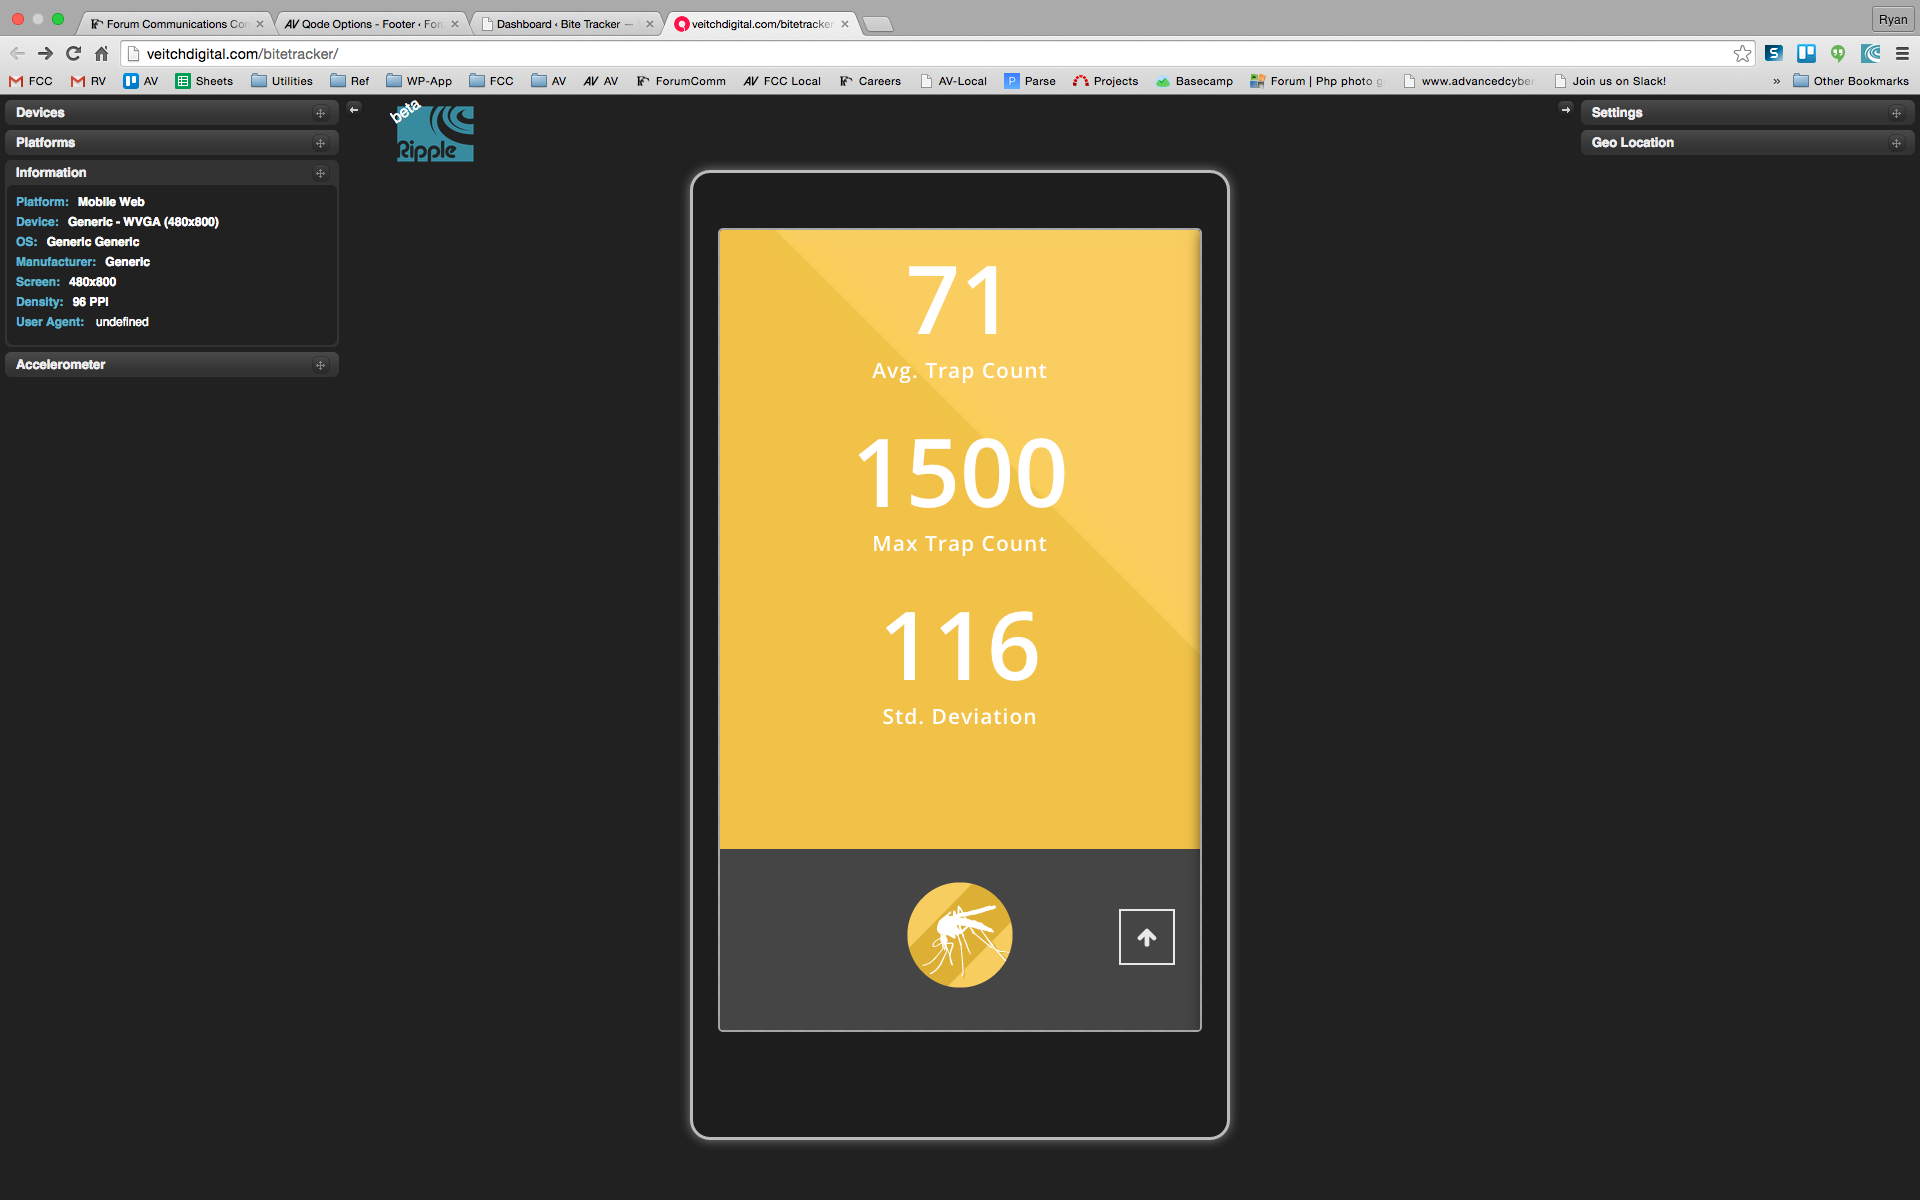 Forum Communications Co
Qode Options - Footer ‹ For
Dashboard ‹ Bite Tracker —
veitchdigital.com/bitetracker
Ryan
veitchdigital.com/bitetracker/
FCC
RV
AV
Sheets
Utilities
Ref
WP-App
FCC
AV
AV
ForumComm
FCC Local
Careers
AV-Local
Parse
Projects
Basecamp
Forum | Php photo g
www.advancedcyber
Join us on Slack!
»
Other Bookmarks
Devices
Platforms
Information
Platform: Mobile Web
Device: Generic - WVGA (480x800)
OS: Generic Generic
Manufacturer: Generic
Screen: 480x800
Density: 96 PPI
User Agent: undefined
Accelerometer
beta
Ripple
Settings
Geo Location
71
Avg. Trap Count
1500
Max Trap Count
116
Std. Deviation